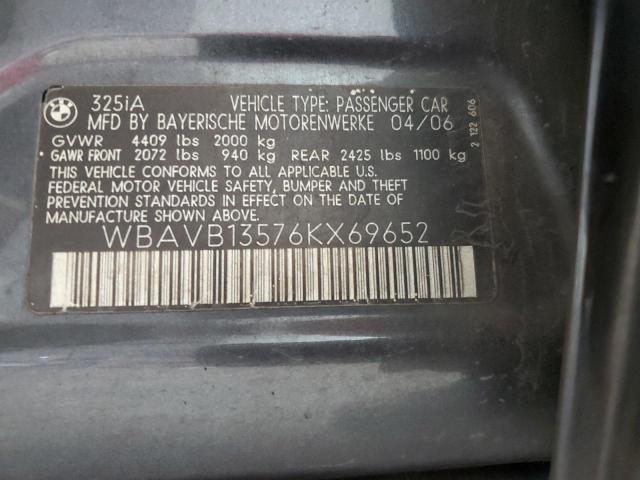 BMW
325iA VEHICLE TYPE: PASSENGER CAR
MFD BY BAYERISCHE MOTORENWERKE 04/06
GVWR 4409 lbs 2000 kg
GAWR FRONT 2072 lbs 940 kg REAR 2425 lbs 1100 kg
THIS VEHICLE CONFORMS TO ALL APPLICABLE U.S.
FEDERAL MOTOR VEHICLE SAFETY, BUMPER AND THEFT
PREVENTION STANDARDS IN EFFECT ON THE DATE OF
MANUFACTURE SHOWN ABOVE.
WBAVB13576KX69652
2 122 606